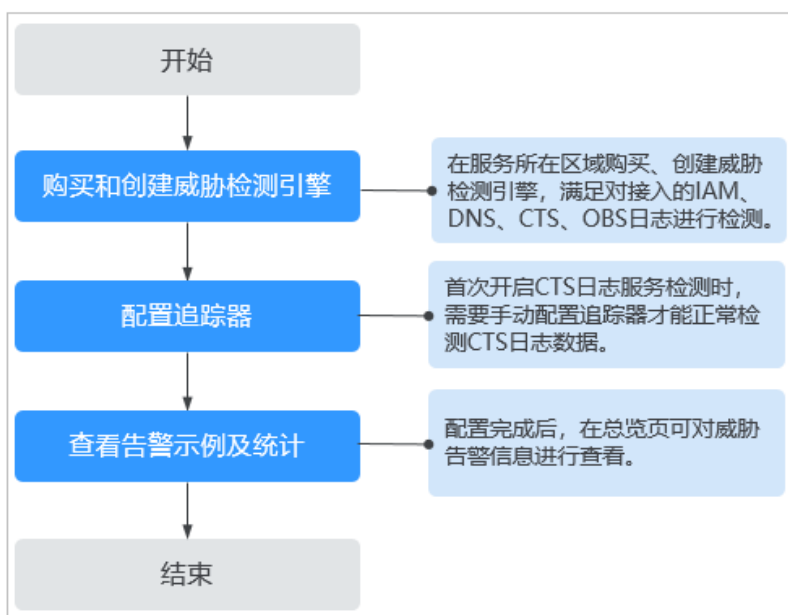 开始
购买和创建威胁检测引擎
在服务所在区域购买、创建威胁
检测引擎，满足对接入的IAM、
DNS、CTS、OBS日志进行检测。
配置追踪器
首次开启CTS日志服务检测时，
需要手动配置追踪器才能正常检
测CTS日志数据。
查看告警示例及统计
配置完成后，在总览页可对威胁
告警信息进行查看。
结束